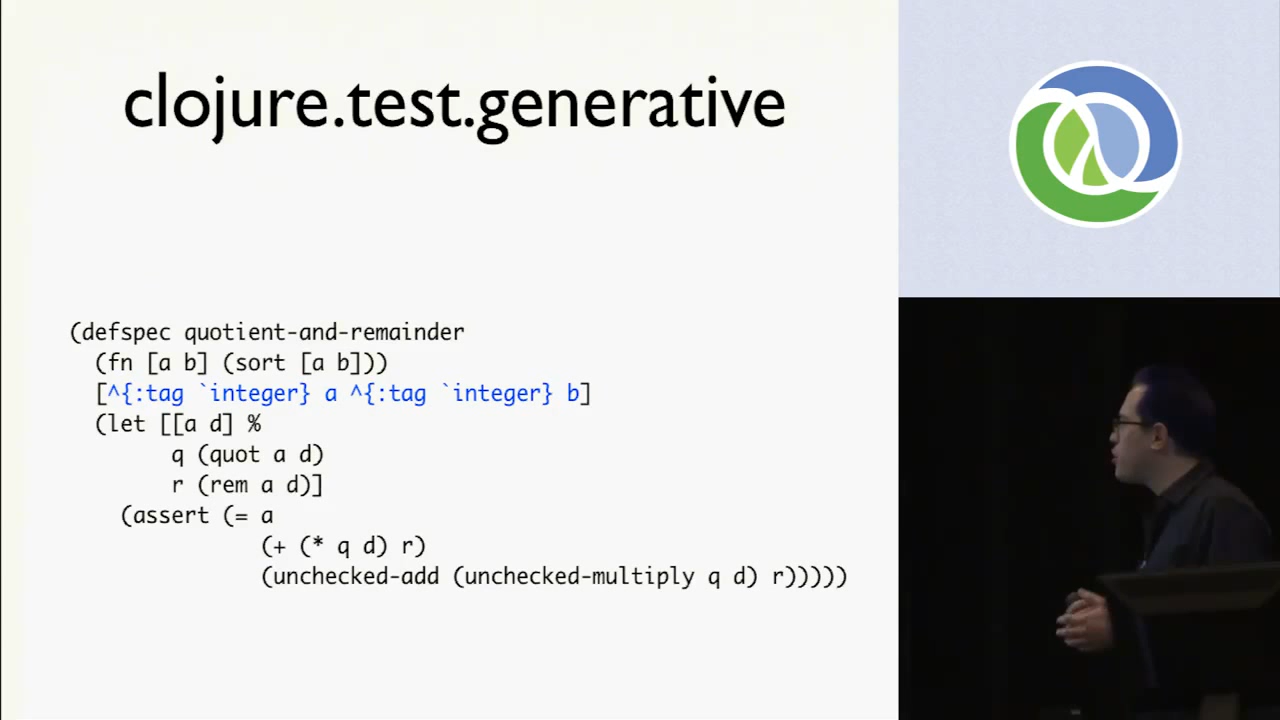 clojure.test.generative
(defspec quotient-and-remainder
  (fn [a b] (sort [a b]))
  [^{:tag `integer} a ^{:tag `integer} b]
  (let [[a d] %
        q (quot a d)
        r (rem a d)]
    (assert (= a
               (+ (* q d) r)
               (unchecked-add (unchecked-multiply q d) r)))))